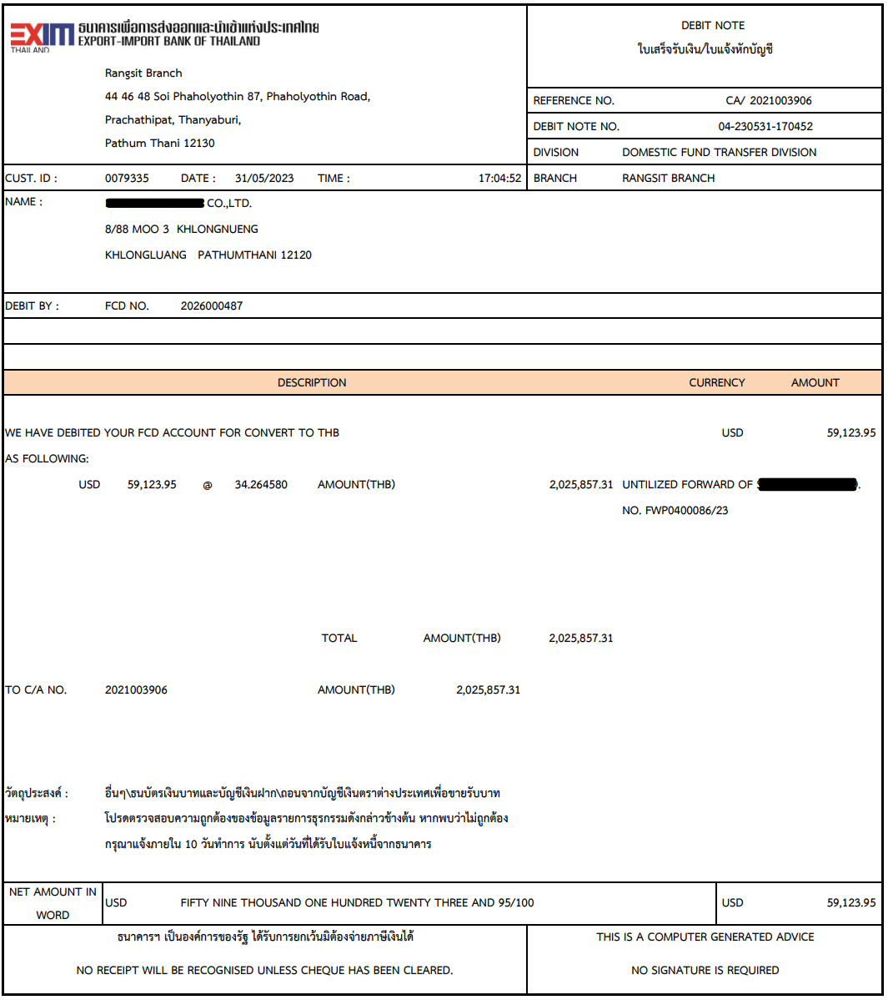 EXIM
THAILAND
ธนาคารเพื่อการส่งออกและนำเข้าแห่งประเทศไทย
EXPORT-IMPORT BANK OF THAILAND
Rangsit Branch
44 46 48 Soi Phaholyothin 87, Phaholyothin Road,
Prachathipat, Thanyaburi,
Pathum Thani 12130
DEBIT NOTE
ใบเสร็จรับเงิน/ใบแจ้งหักบัญชี
REFERENCE NO. CA/ 2021003906
DEBIT NOTE NO. 04-230531-170452
DIVISION DOMESTIC FUND TRANSFER DIVISION
CUST. ID : 0079335 DATE : 31/05/2023 TIME : 17:04:52 BRANCH RANGSIT BRANCH
NAME : CO.,LTD.
8/88 MOO 3 KHLONGNUENG
KHLONGLUANG PATHUMTHANI 12120
DEBIT BY : FCD NO. 2026000487
DESCRIPTION CURRENCY AMOUNT
WE HAVE DEBITED YOUR FCD ACCOUNT FOR CONVERT TO THB USD 59,123.95
AS FOLLOWING:
USD 59,123.95 @ 34.264580 AMOUNT(THB) 2,025,857.31 UNTILIZED FORWARD OF
NO. FWP0400086/23
TOTAL AMOUNT(THB) 2,025,857.31
TO C/A NO. 2021003906 AMOUNT(THB) 2,025,857.31
วัตถุประสงค์ : อื่นๆ\ธนบัตรเงินบาทและบัญชีเงินฝาก\ถอนจากบัญชีเงินตราต่างประเทศเพื่อขายรับบาท
หมายเหตุ : โปรดตรวจสอบความถูกต้องของข้อมูลรายการธุรกรรมดังกล่าวข้างต้น หากพบว่าไม่ถูกต้อง
กรุณาแจ้งภายใน 10 วันทำการ นับตั้งแต่วันที่ได้รับใบแจ้งหนี้จากธนาคาร
NET AMOUNT IN WORD USD FIFTY NINE THOUSAND ONE HUNDRED TWENTY THREE AND 95/100 USD 59,123.95
ธนาคารฯ เป็นองค์การของรัฐ ได้รับการยกเว้นมิต้องจ่ายภาษีเงินได้
NO RECEIPT WILL BE RECOGNISED UNLESS CHEQUE HAS BEEN CLEARED.
THIS IS A COMPUTER GENERATED ADVICE
NO SIGNATURE IS REQUIRED